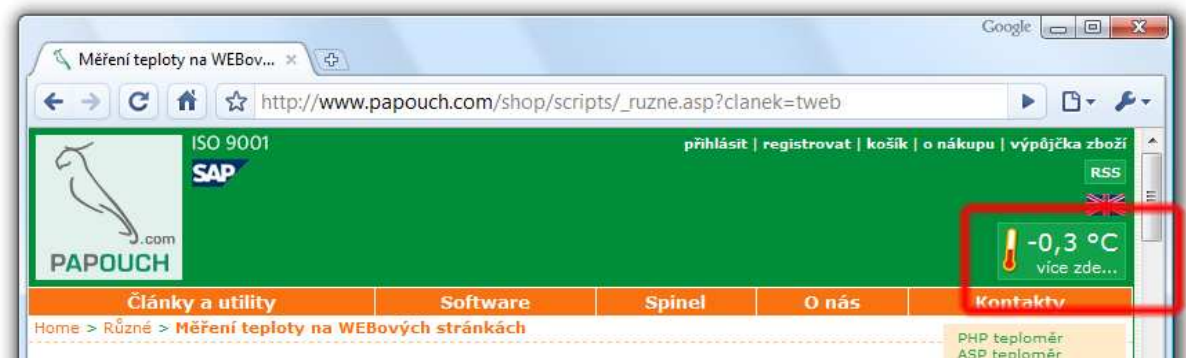 Google
Měření teploty na WEBov...
http://www.papouch.com/shop/scripts/_ruzne.asp?clanek=tweb
ISO 9001
SAP
přihlásit | registrovat | košík | o nákupu | výpůjčka zboží
RSS
.com
PAPOUCH
-0,3 °C
více zde...
Články a utility Software Spinel O nás Kontakty
Home > Různé > Měření teploty na WEBových stránkách
PHP teploměr
ASP teploměr